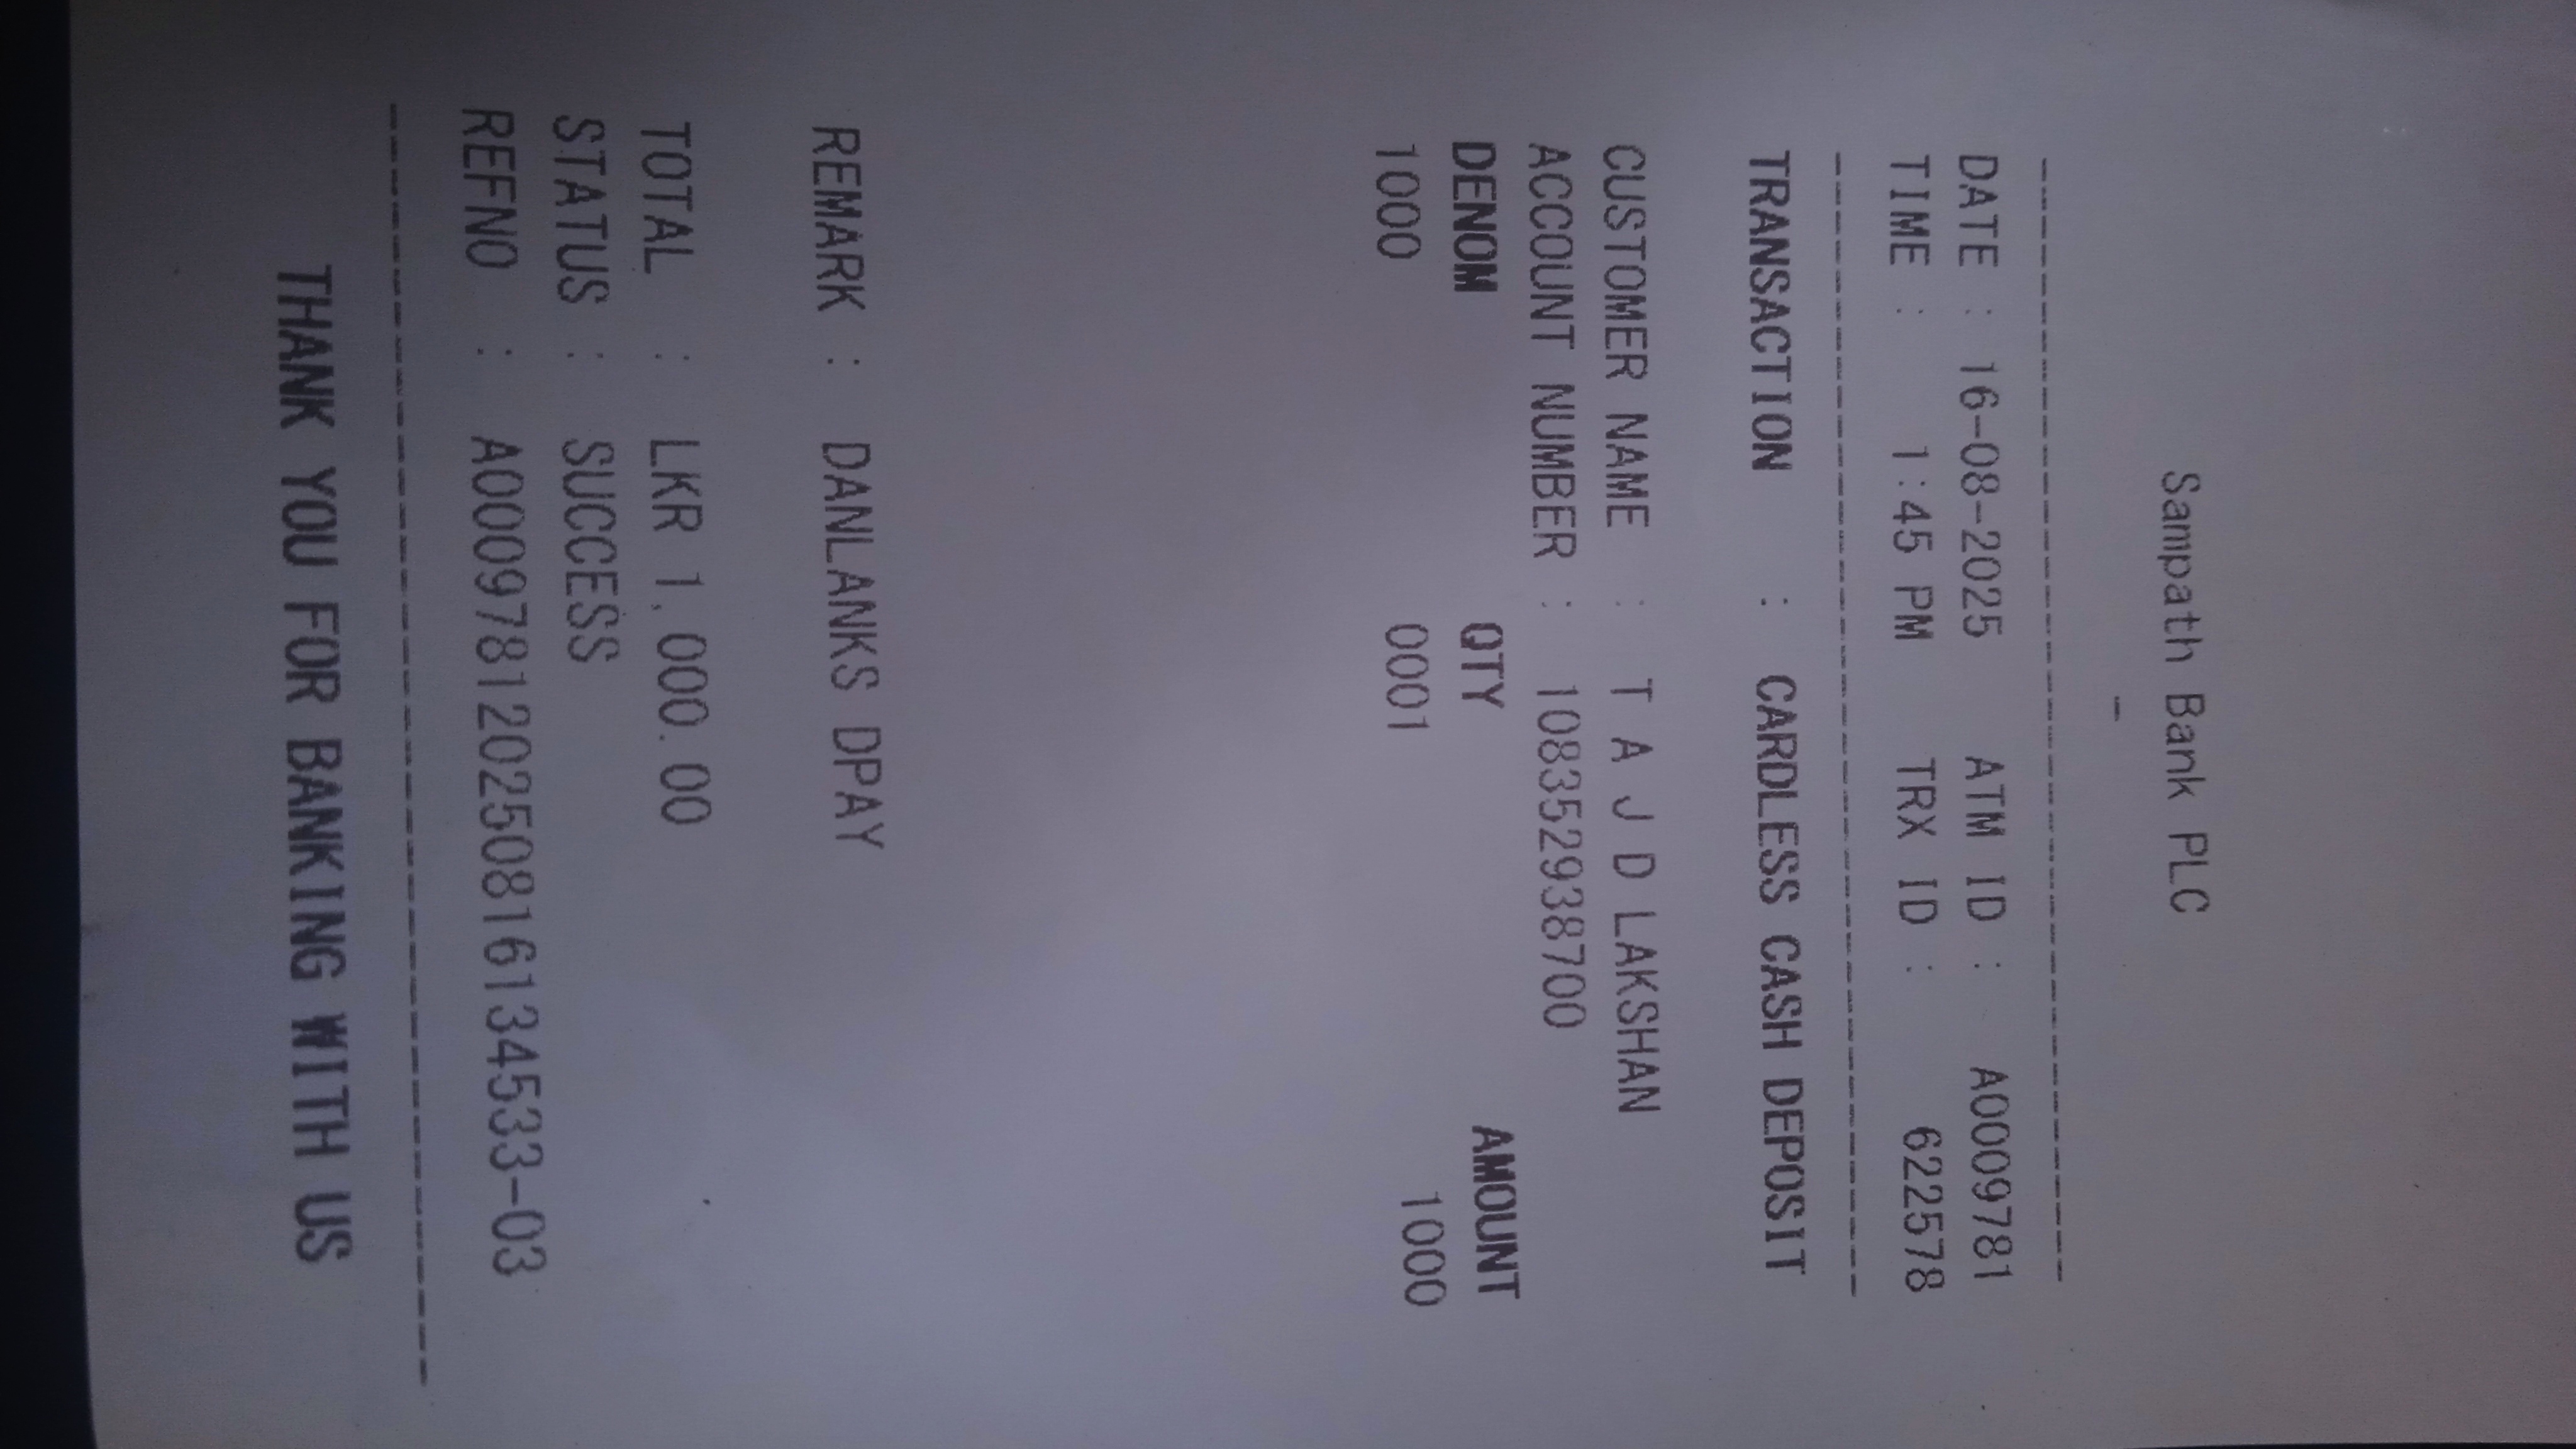 Sampath Bank PLC
-
----------------------------------------
DATE : 16-08-2025 ATM ID : A0009781
TIME : 1:45 PM TRX ID : 622578
----------------------------------------
TRANSACTION : CARDLESS CASH DEPOSIT
CUSTOMER NAME : T A J D LAKSHAN
ACCOUNT NUMBER : 108352938700
DENOM QTY AMOUNT
1000 0001 1000
REMARK : DANLANKS DPAY
TOTAL : LKR 1,000.00
STATUS : SUCCESS
REFNO : A000978120250816134533-03
----------------------------------------
THANK YOU FOR BANKING WITH US